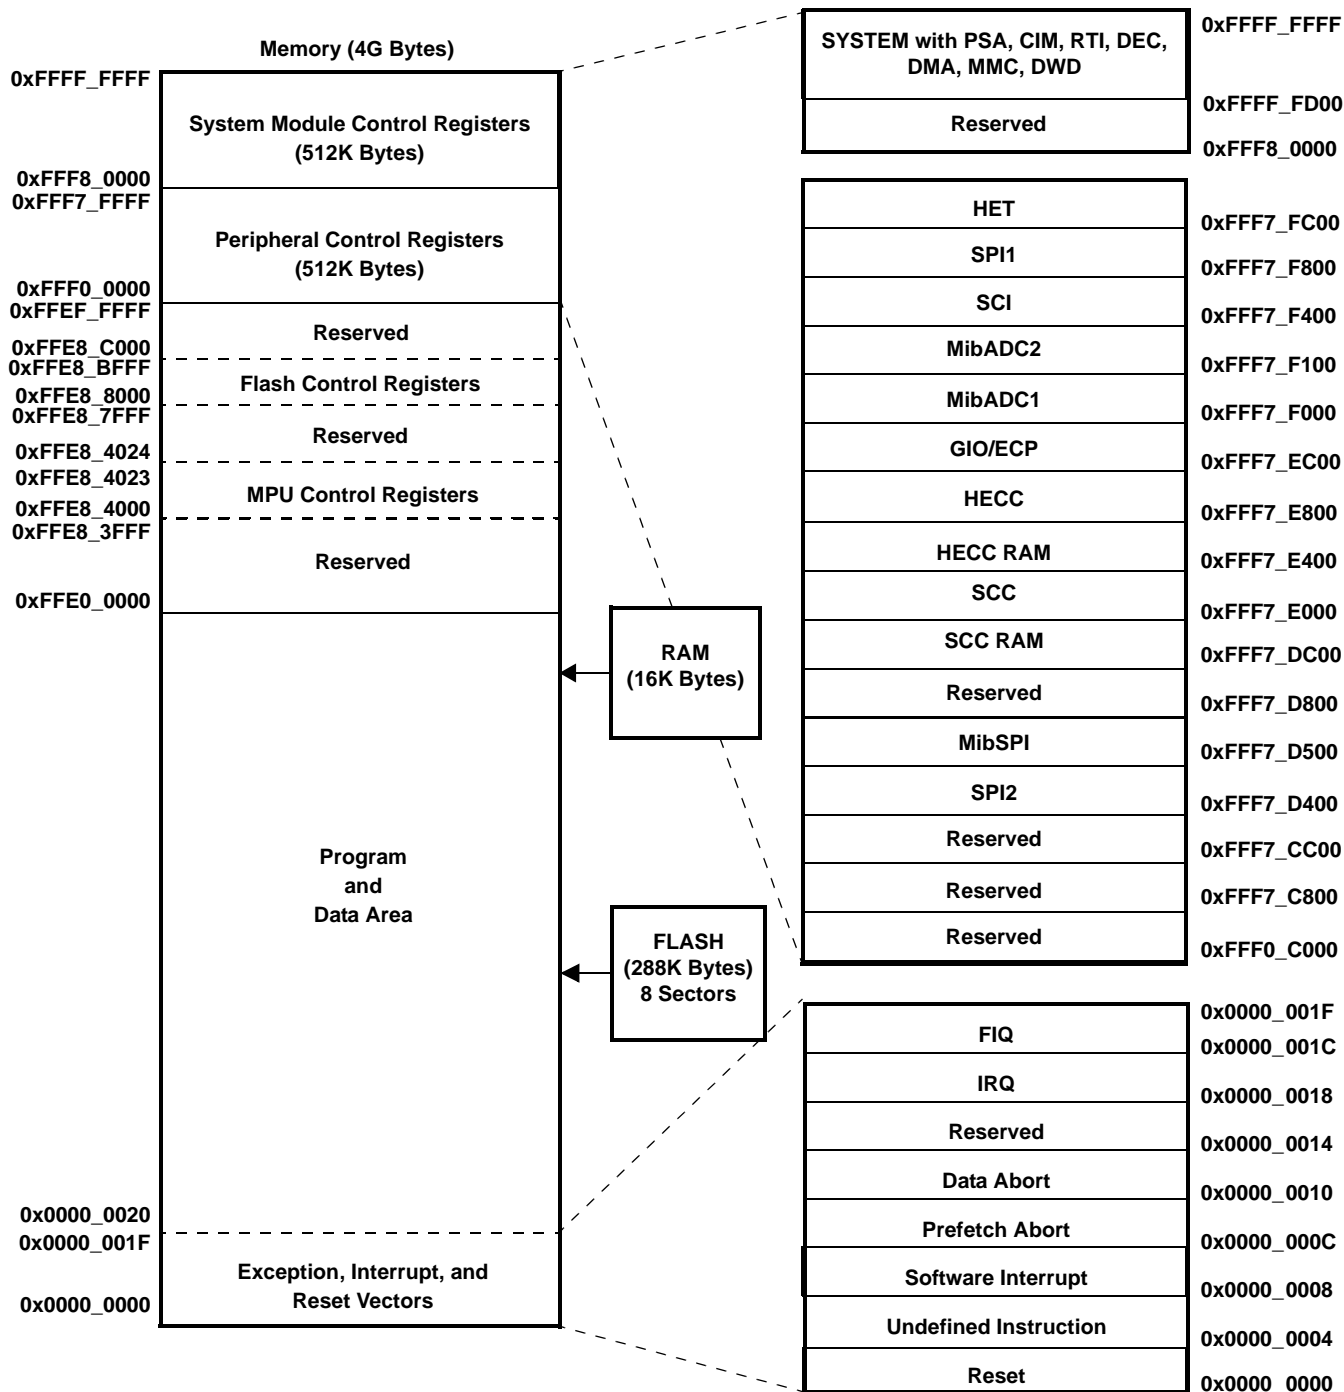 Memory (4G Bytes)
0xFFFF_FFFF
System Module Control Registers
(512K Bytes)
0xFFF8_0000
0xFFF7_FFFF
Peripheral Control Registers
(512K Bytes)
0xFFF0_0000
0xFFEF_FFFF
Reserved
0xFFE8_C000
0xFFE8_BFFF
Flash Control Registers
0xFFE8_8000
0xFFE8_7FFF
Reserved
0xFFE8_4024
0xFFE8_4023
MPU Control Registers
0xFFE8_4000
0xFFE8_3FFF
Reserved
0xFFE0_0000
Program
and
Data Area
0x0000_0020
0x0000_001F
Exception, Interrupt, and
Reset Vectors
0x0000_0000
RAM
(16K Bytes)
FLASH
(288K Bytes)
8 Sectors
0xFFFF_FFFF
SYSTEM with PSA, CIM, RTI, DEC,
DMA, MMC, DWD
0xFFFF_FD00
Reserved
0xFFF8_0000
HET
0xFFF7_FC00
SPI1
0xFFF7_F800
SCI
0xFFF7_F400
MibADC2
0xFFF7_F100
MibADC1
0xFFF7_F000
GIO/ECP
0xFFF7_EC00
HECC
0xFFF7_E800
HECC RAM
0xFFF7_E400
SCC
0xFFF7_E000
SCC RAM
0xFFF7_DC00
Reserved
0xFFF7_D800
MibSPI
0xFFF7_D500
SPI2
0xFFF7_D400
Reserved
0xFFF7_CC00
Reserved
0xFFF7_C800
Reserved
0xFFF0_C000
0x0000_001F
FIQ
0x0000_001C
IRQ
0x0000_0018
Reserved
0x0000_0014
Data Abort
0x0000_0010
Prefetch Abort
0x0000_000C
Software Interrupt
0x0000_0008
Undefined Instruction
0x0000_0004
Reset
0x0000_0000